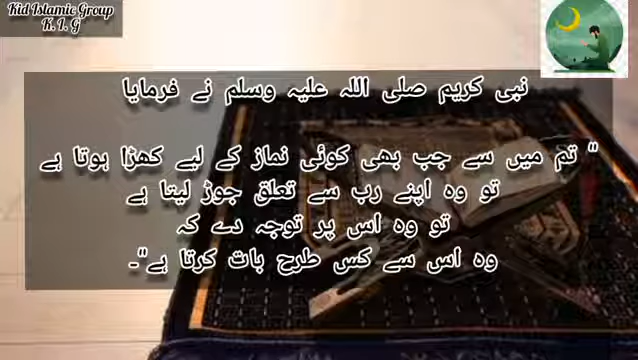 Kid Islamic Group
K. I. G
نبی کریم صلی اللہ علیہ وسلم نے فرمایا
" تم میں سے جب بھی کوئی نماز کے لیے کھڑا ہوتا ہے
تو وہ اپنے رب سے تعلق جوڑ لیتا ہے
تو وہ اس پر توجہ دے کہ
وہ اس سے کس طرح بات کرتا ہے"۔